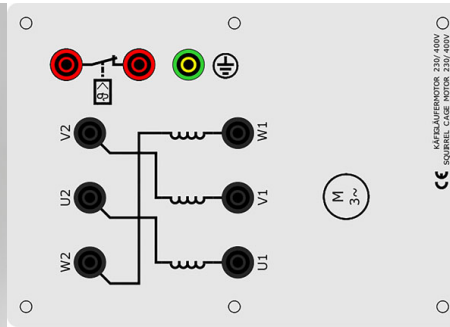 V2
W1
U2
V1
W2
U1
M
3~
ϑ
KÄFIGLÄUFERMOTOR 230/400V
SQUIRREL CAGE MOTOR 230/400V
CE